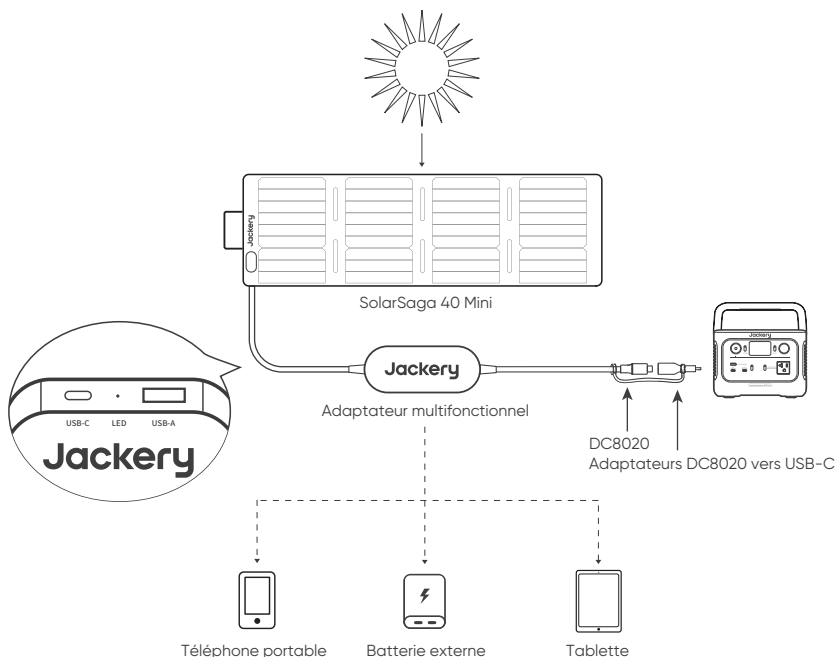 Jackery
SolarSaga 40 Mini
Jackery
Jackery
Adaptateur multifonctionnel
USB-C LED USB-A
Jackery
DC8020
Adaptateurs DC8020 vers USB-C
Téléphone portable
Batterie externe
Tablette